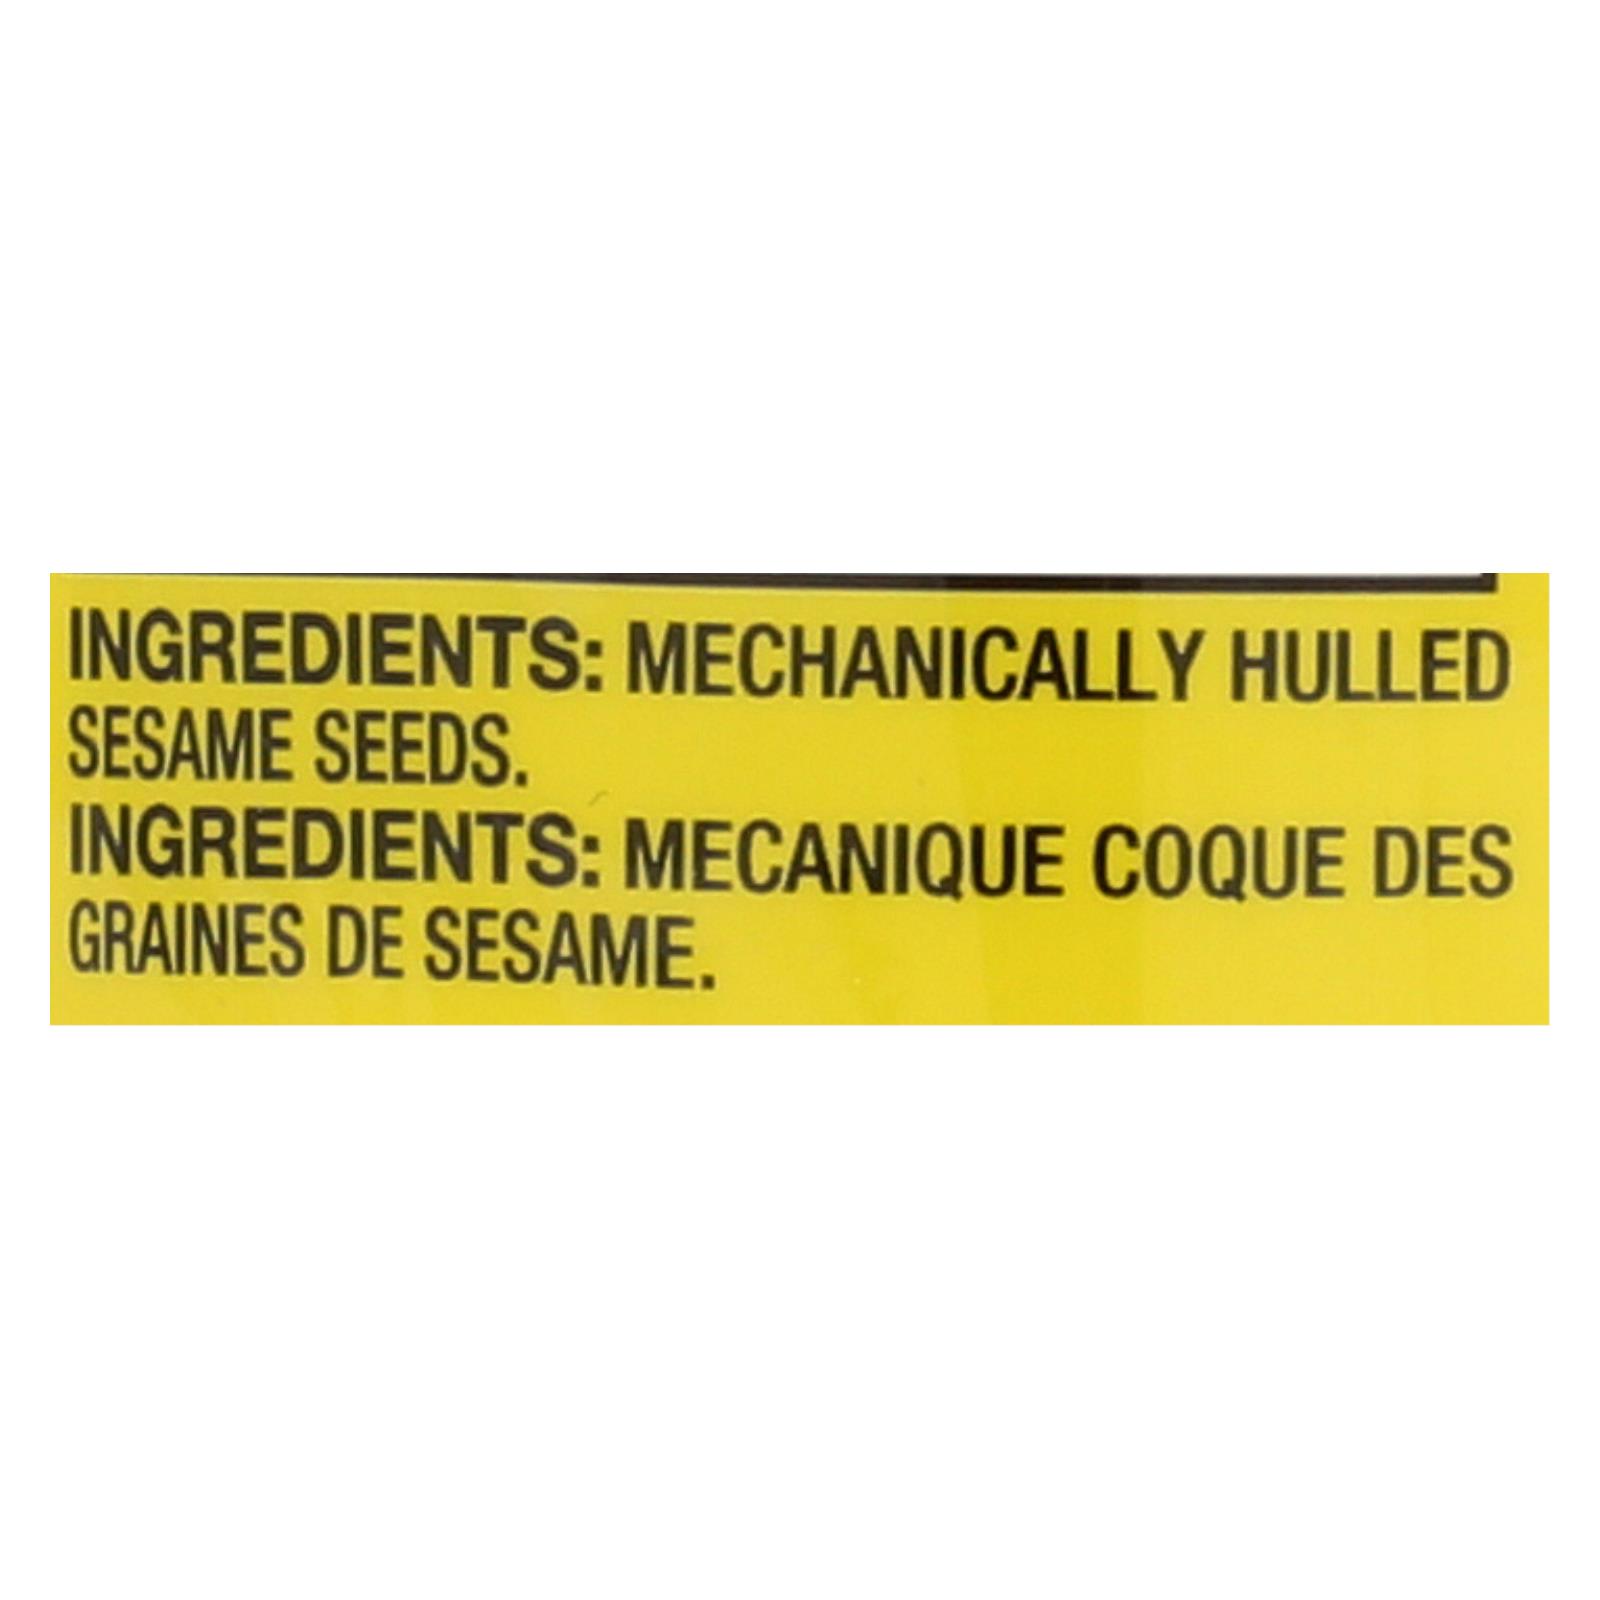 INGREDIENTS: MECHANICALLY HULLED
SESAME SEEDS.
INGREDIENTS: MECANIQUE COQUE DES
GRAINES DE SESAME.